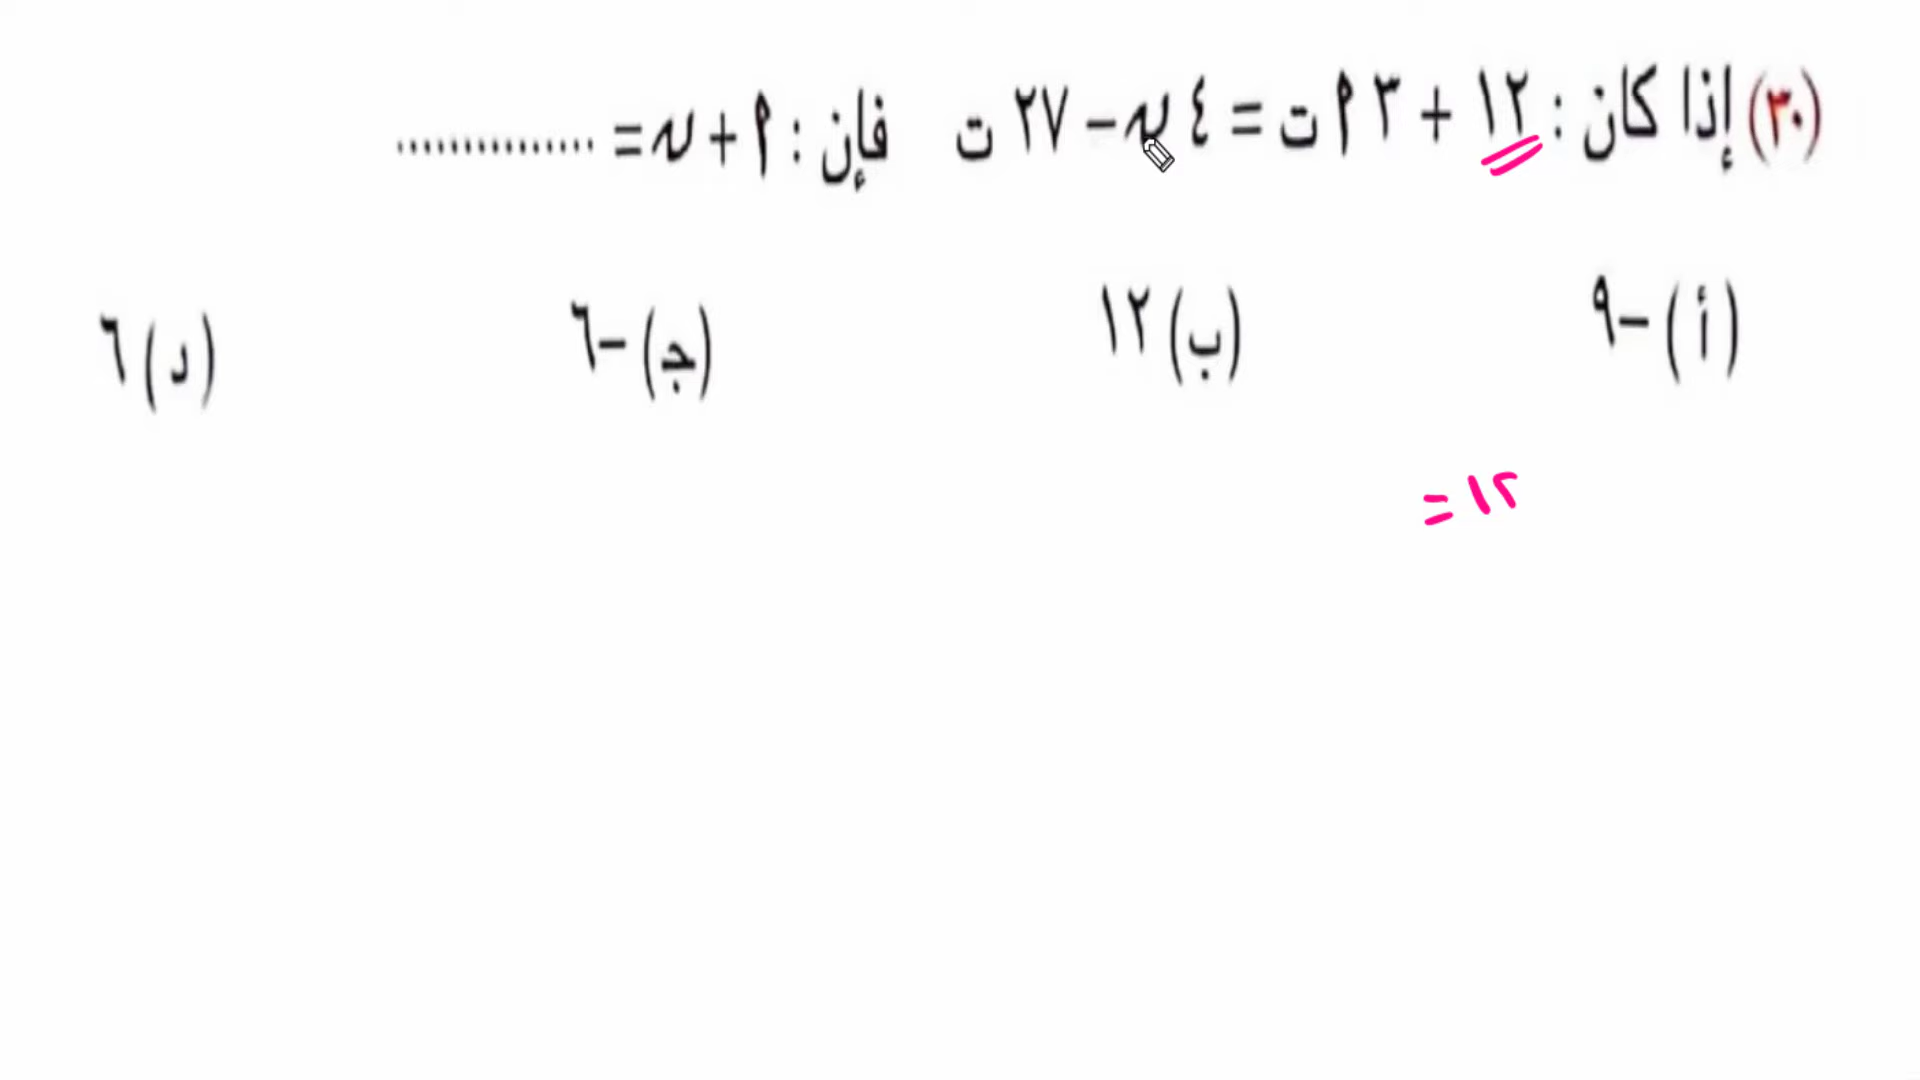 (٣٠) إذا كان : ١٢ + ٣ م ت = ٤ ں − ٢٧ ت فإن : م + ں = ...............
( أ ) −٩ (ب) ١٢ (جـ) −٦ ( د ) ٦
١٢ =